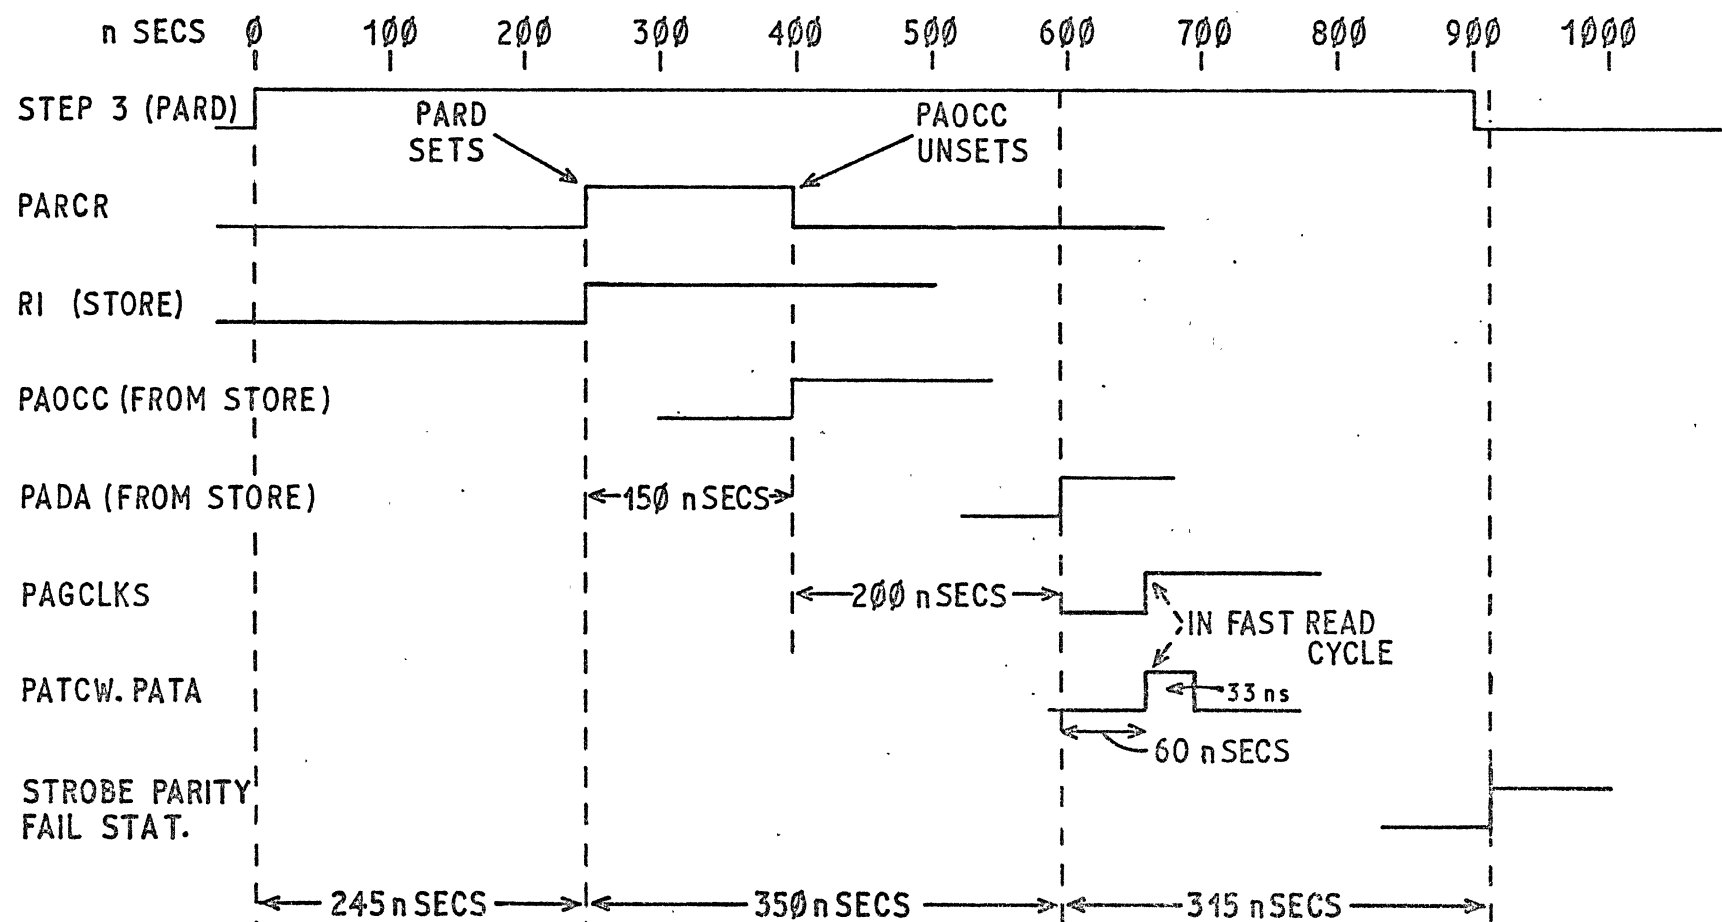 n SECS 0 100 200 300 400 500 600 700 800 900 1000
STEP 3 (PARD)
PARD
SETS
PAOCC
UNSETS
PARCR
RI (STORE)
PAOCC (FROM STORE)
PADA (FROM STORE)
150 nSECS
PAGCLKS
200 nSECS
IN FAST READ
CYCLE
PATCW. PATA
33 ns
60 nSECS
STROBE PARITY
FAIL STAT.
245 nSECS
350 nSECS
315 nSECS